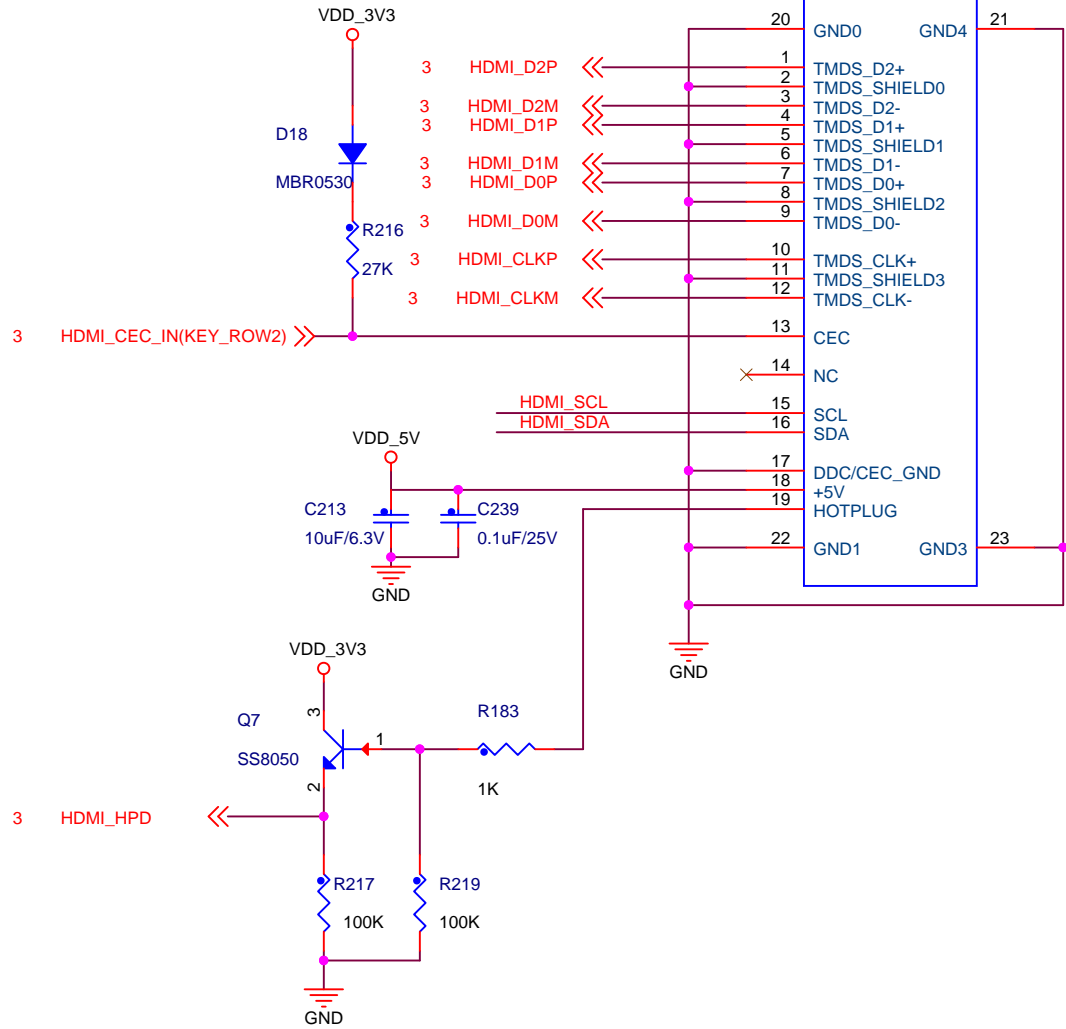 VDD_3V3
20 GND0 GND4 21
3 HDMI_D2P 1 TMDS_D2+
2 TMDS_SHIELD0
3 HDMI_D2M 3 TMDS_D2-
3 HDMI_D1P 4 TMDS_D1+
D18
5 TMDS_SHIELD1
3 HDMI_D1M 6 TMDS_D1-
MBR0530
3 HDMI_D0P 7 TMDS_D0+
8 TMDS_SHIELD2
3 HDMI_D0M 9 TMDS_D0-
R216
27K
3 HDMI_CLKP 10 TMDS_CLK+
11 TMDS_SHIELD3
3 HDMI_CLKM 12 TMDS_CLK-
3 HDMI_CEC_IN(KEY_ROW2) 13 CEC
14 NC
HDMI_SCL 15 SCL
HDMI_SDA 16 SDA
VDD_5V
17 DDC/CEC_GND
18 +5V
19 HOTPLUG
C213 C239
10uF/6.3V 0.1uF/25V
22 GND1 GND3 23
GND
GND
VDD_3V3
3
Q7
R183
1
SS8050
2
1K
3 HDMI_HPD
R217 R219
100K 100K
GND